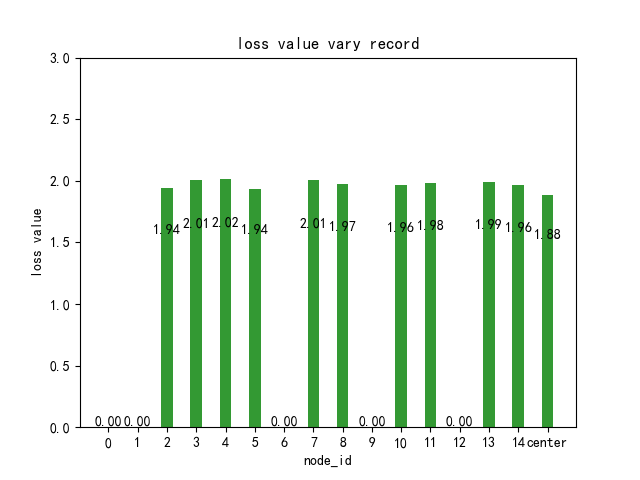 loss value vary record
3.0
2.5
2.0
1.5
1.0
0.5
0.0
loss value
0.00 0.00 1.94 2.01 2.02 1.94 0.00 2.01 1.97 0.00 1.96 1.98 0.00 1.99 1.96 1.88
0 1 2 3 4 5 6 7 8 9 10 11 12 13 14 center
node_id